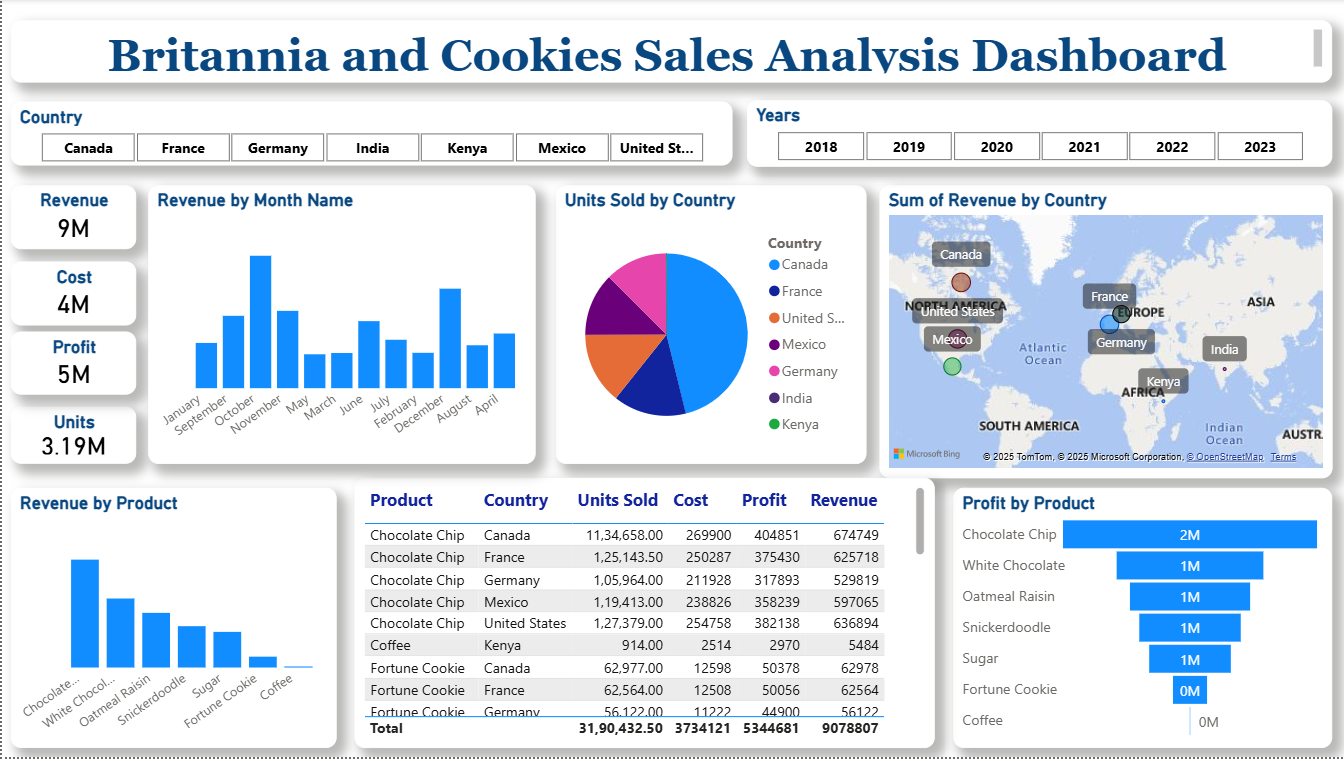 Britannia and Cookies Sales Analysis Dashboard
Country
Canada France Germany India Kenya Mexico United St...
Years
2018 2019 2020 2021 2022 2023
Revenue
9M
Cost
4M
Profit
5M
Units
3.19M
Revenue by Month Name
January September October November May March June July February December August April
Units Sold by Country
Country
Canada
France
United S...
Mexico
Germany
India
Kenya
Sum of Revenue by Country
Canada
NORTH AMERICA
United States
Mexico
France
EUROPE
Germany
ASIA
Atlantic
Ocean
India
Kenya
AFRICA
SOUTH AMERICA
Indian
Ocean
AUSTR
Microsoft Bing
© 2025 TomTom, © 2025 Microsoft Corporation, © OpenStreetMap Terms
Revenue by Product
Chocolate... White Chocol... Oatmeal Raisin Snickerdoodle Sugar Fortune Cookie Coffee
Product Country Units Sold Cost Profit Revenue
Chocolate Chip Canada 11,34,658.00 269900 404851 674749
Chocolate Chip France 1,25,143.50 250287 375430 625718
Chocolate Chip Germany 1,05,964.00 211928 317893 529819
Chocolate Chip Mexico 1,19,413.00 238826 358239 597065
Chocolate Chip United States 1,27,379.00 254758 382138 636894
Coffee Kenya 914.00 2514 2970 5484
Fortune Cookie Canada 62,977.00 12598 50378 62978
Fortune Cookie France 62,564.00 12508 50056 62564
Fortune Cookie Germany 56,122.00 11222 44900 56122
Total 31,90,432.50 3734121 5344681 9078807
Profit by Product
Chocolate Chip 2M
White Chocolate 1M
Oatmeal Raisin 1M
Snickerdoodle 1M
Sugar 1M
Fortune Cookie 0M
Coffee 0M